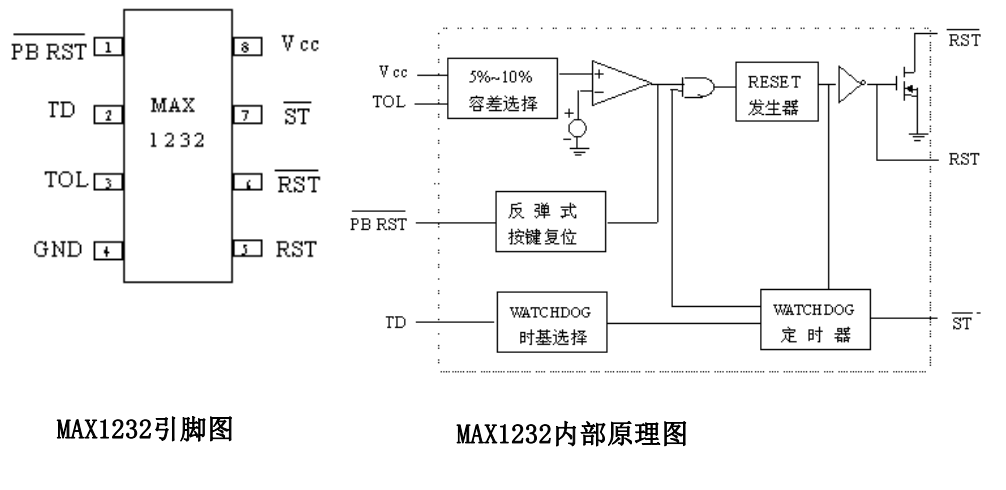 PB RST 1 8 Vcc
TD 2 7 ST
MAX
1232
TOL 3 6 RST
GND 4 5 RST
MAX1232引脚图
Vcc
TOL
5%~10%
容差选择
+
−
+
−
RESET
发生器
RST
RST
PB RST
反弹式
按键复位
TD
WATCHDOG
时基选择
WATCHDOG
定时器
ST
MAX1232内部原理图